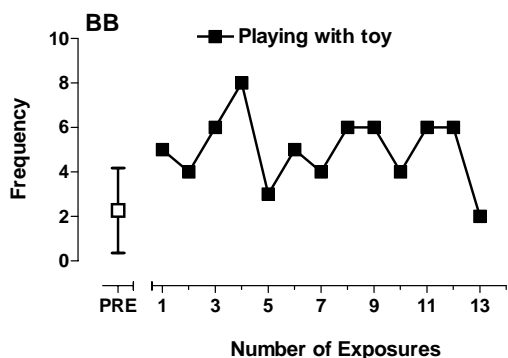 BB
Playing with toy
10
8
6
4
2
0
Frequency
PRE 1 3 5 7 9 11 13
Number of Exposures